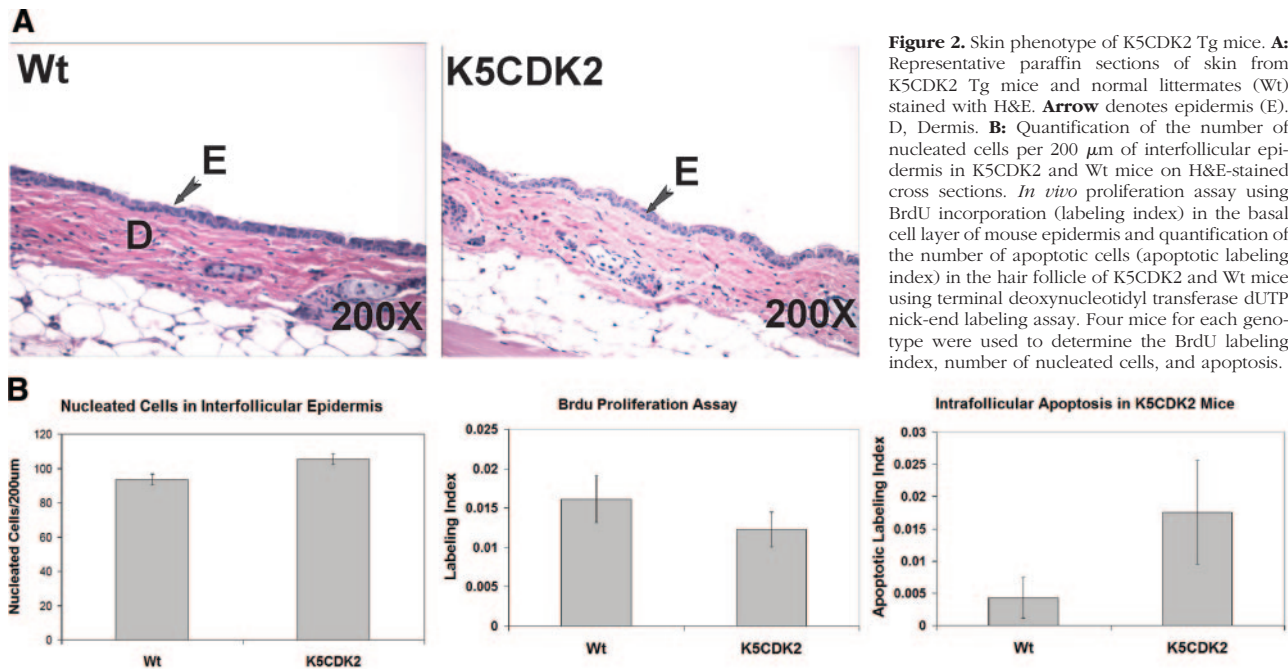 A
Wt
E
D
200X
K5CDK2
E
200X
Figure 2. Skin phenotype of K5CDK2 Tg mice. A:
Representative paraffin sections of skin from
K5CDK2 Tg mice and normal littermates (Wt)
stained with H&E. Arrow denotes epidermis (E).
D, Dermis. B: Quantification of the number of
nucleated cells per 200 μm of interfollicular epi-
dermis in K5CDK2 and Wt mice on H&E-stained
cross sections. In vivo proliferation assay using
BrdU incorporation (labeling index) in the basal
cell layer of mouse epidermis and quantification of
the number of apoptotic cells (apoptotic labeling
index) in the hair follicle of K5CDK2 and Wt mice
using terminal deoxynucleotidyl transferase dUTP
nick-end labeling assay. Four mice for each geno-
type were used to determine the BrdU labeling
index, number of nucleated cells, and apoptosis.
B
Nucleated Cells in Interfollicular Epidermis
Nucleated Cells/200um
120
100
80
60
40
20
0
Wt K5CDK2
Brdu Proliferation Assay
Labeling Index
0.025
0.02
0.015
0.01
0.005
0
Wt K5CDK2
Intrafollicular Apoptosis in K5CDK2 Mice
Apoptotic Labeling Index
0.03
0.025
0.02
0.015
0.01
0.005
0
Wt K5CDK2